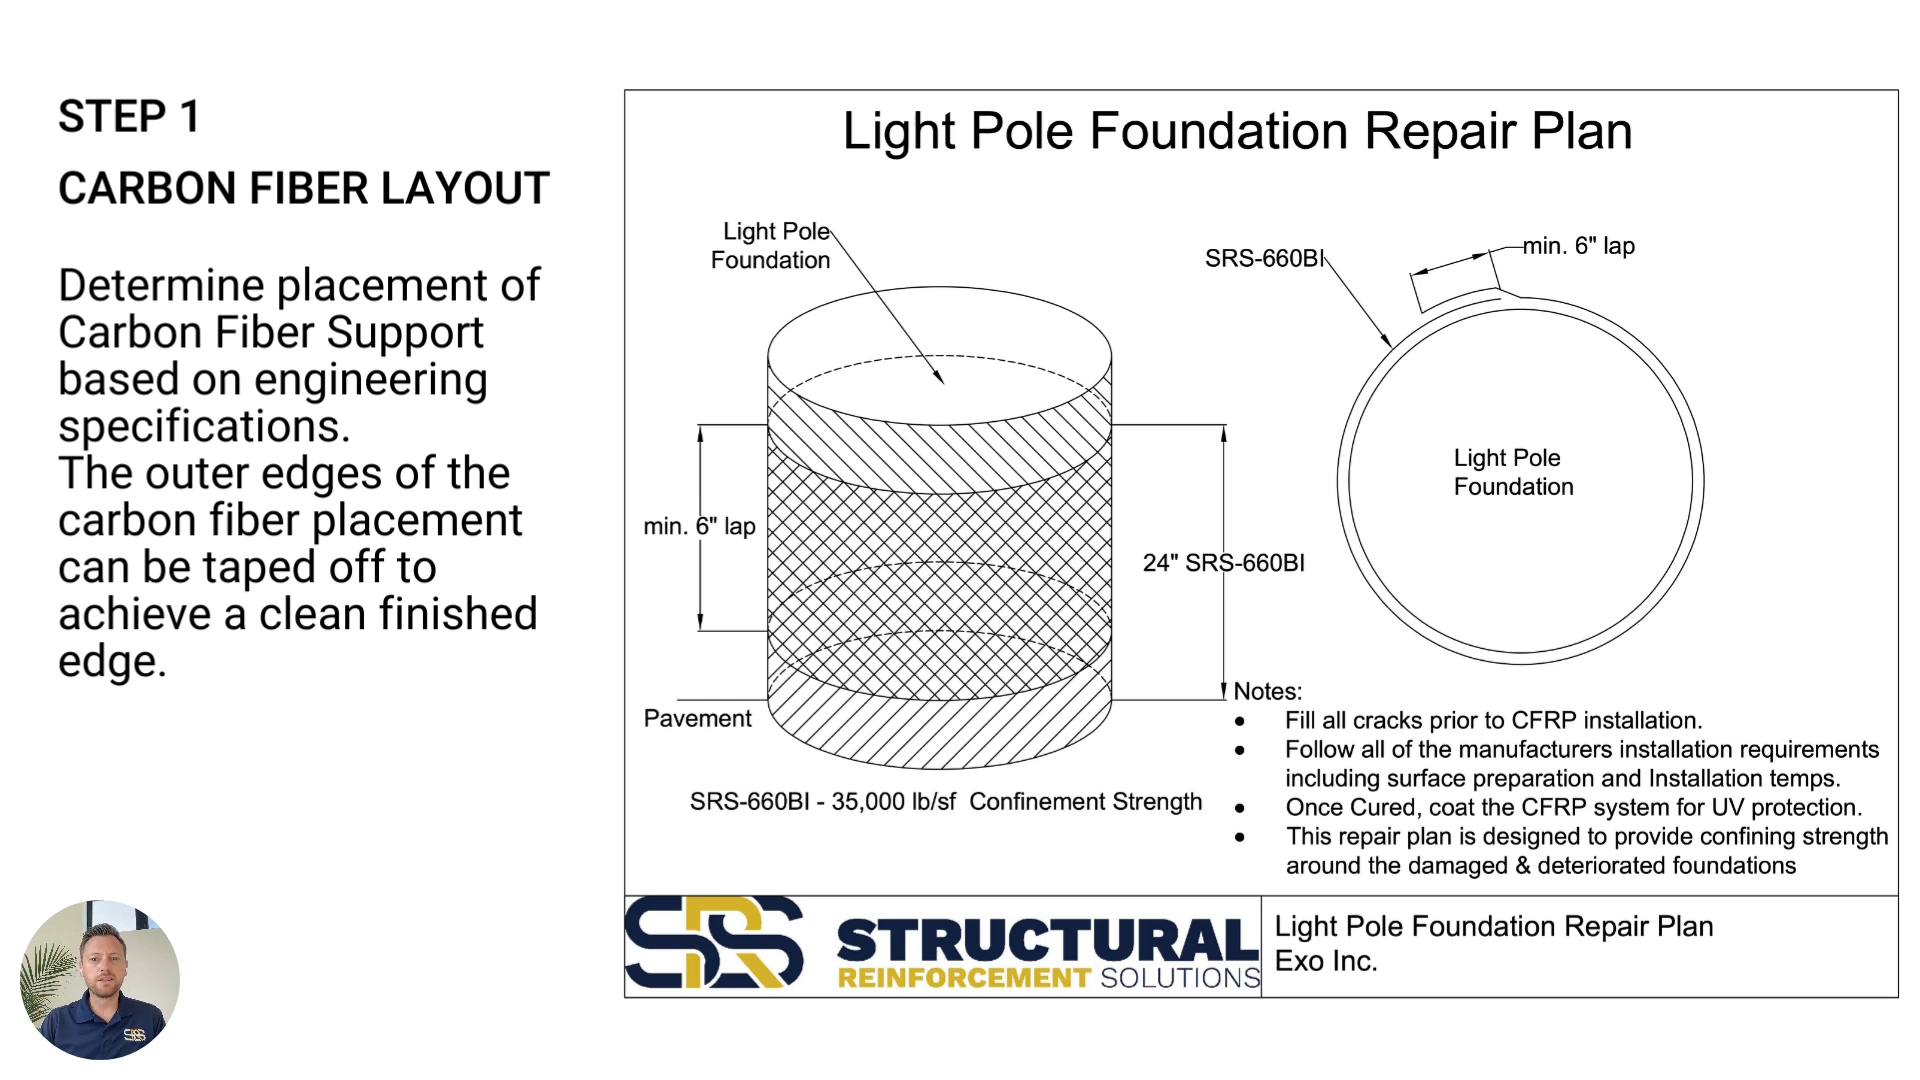 STEP 1
CARBON FIBER LAYOUT
Determine placement of
Carbon Fiber Support
based on engineering
specifications.
The outer edges of the
carbon fiber placement
can be taped off to
achieve a clean finished
edge.
Light Pole Foundation Repair Plan
Light Pole
Foundation
SRS-660BI
min. 6" lap
Light Pole
Foundation
min. 6" lap
24" SRS-660BI
Pavement
SRS-660BI - 35,000 lb/sf Confinement Strength
Notes:
• Fill all cracks prior to CFRP installation.
• Follow all of the manufacturers installation requirements
including surface preparation and Installation temps.
• Once Cured, coat the CFRP system for UV protection.
• This repair plan is designed to provide confining strength
around the damaged & deteriorated foundations
SRS
STRUCTURAL
REINFORCEMENT SOLUTIONS
Light Pole Foundation Repair Plan
Exo Inc.
SRS